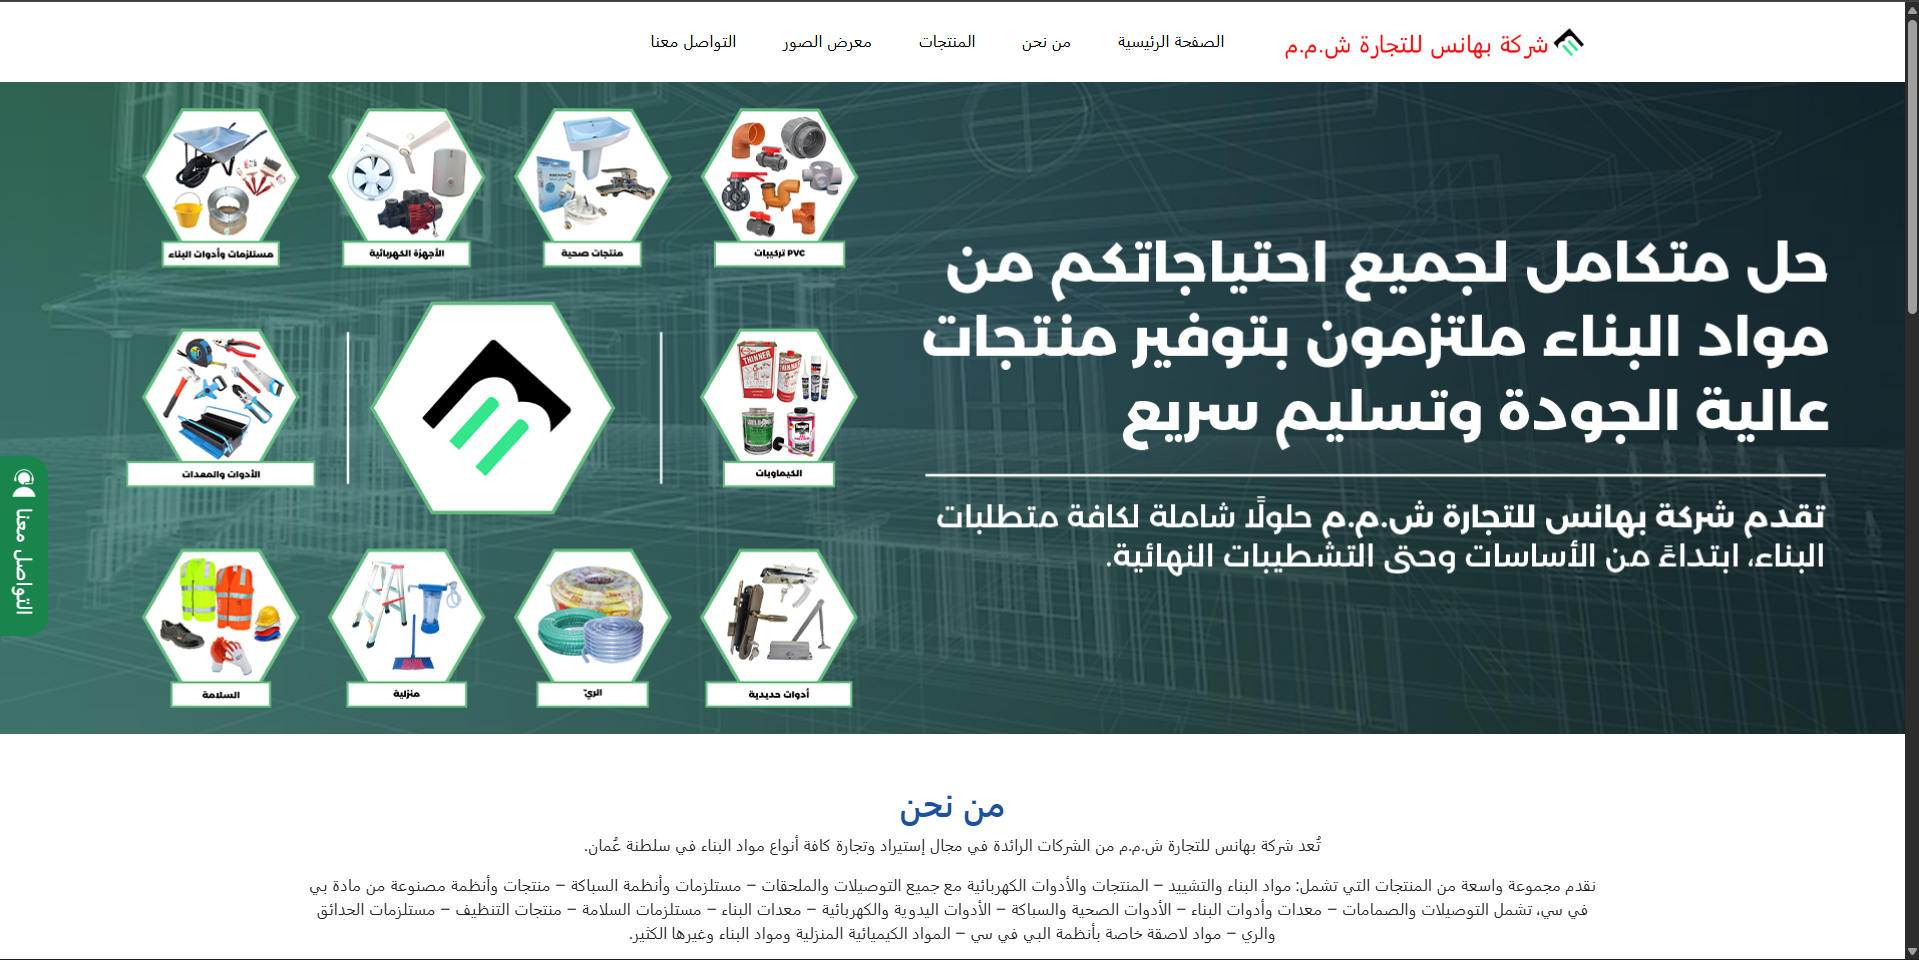 شركة بهانس للتجارة ش.م.م
الصفحة الرئيسية
من نحن
المنتجات
معرض الصور
التواصل معنا
حل متكامل لجميع احتياجاتكم من
مواد البناء ملتزمون بتوفير منتجات
عالية الجودة وتسليم سريع
تقدم شركة بهانس للتجارة ش.م.م حلولًا شاملة لكافة متطلبات
البناء، ابتداءً من الأساسات وحتى التشطيبات النهائية.
PVC تركيبات
منتجات صحية
الأجهزة الكهربائية
مستلزمات وأدوات البناء
THINNER
THINNER
الكيماويات
الأدوات والمعدات
أدوات حديدية
الريّ
منزلية
السلامة
التواصل معنا
من نحن
تُعد شركة بهانس للتجارة ش.م.م من الشركات الرائدة في مجال إستيراد وتجارة كافة أنواع مواد البناء في سلطنة عُمان.
نقدم مجموعة واسعة من المنتجات التي تشمل: مواد البناء والتشييد – المنتجات والأدوات الكهربائية مع جميع التوصيلات والملحقات – مستلزمات وأنظمة السباكة – منتجات وأنظمة مصنوعة من مادة بي
في سي، تشمل التوصيلات والصمامات – معدات وأدوات البناء – الأدوات الصحية والسباكة – الأدوات اليدوية والكهربائية – معدات البناء – مستلزمات السلامة – منتجات التنظيف – مستلزمات الحدائق
والري – مواد لاصقة خاصة بأنظمة البي في سي – المواد الكيميائية المنزلية ومواد البناء وغيرها الكثير.